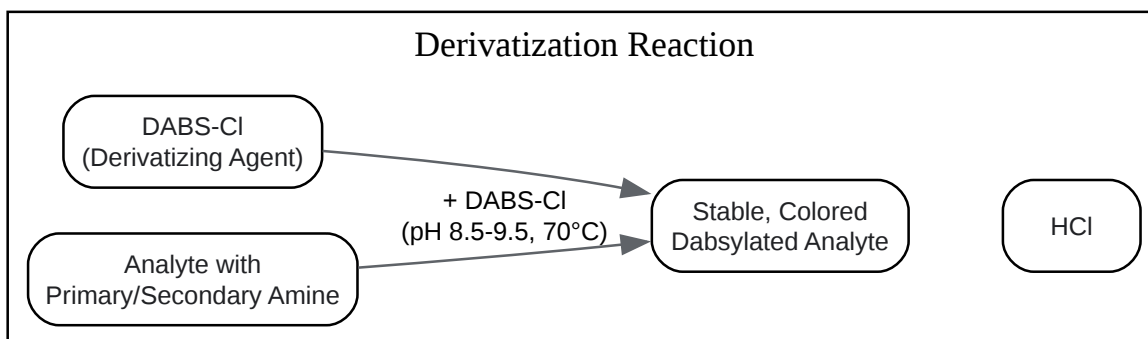 Derivatization Reaction
DABS-Cl
(Derivatizing Agent)
+ DABS-Cl
(pH 8.5-9.5, 70°C)
Analyte with
Primary/Secondary Amine
Stable, Colored
Dabsylated Analyte
HCl